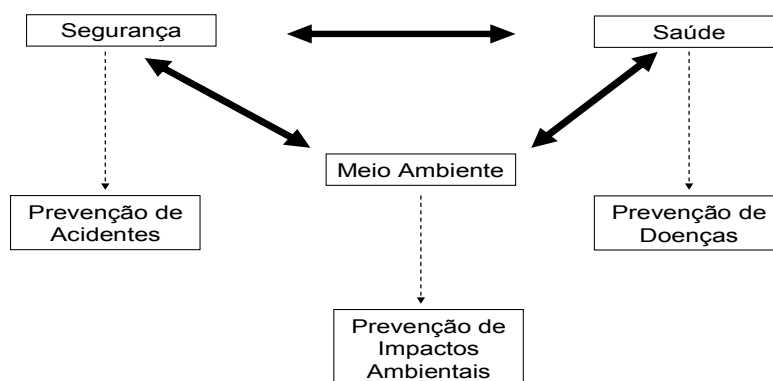 Segurança
Saúde
Meio Ambiente
Prevenção de
Acidentes
Prevenção de
Doenças
Prevenção de
Impactos
Ambientais